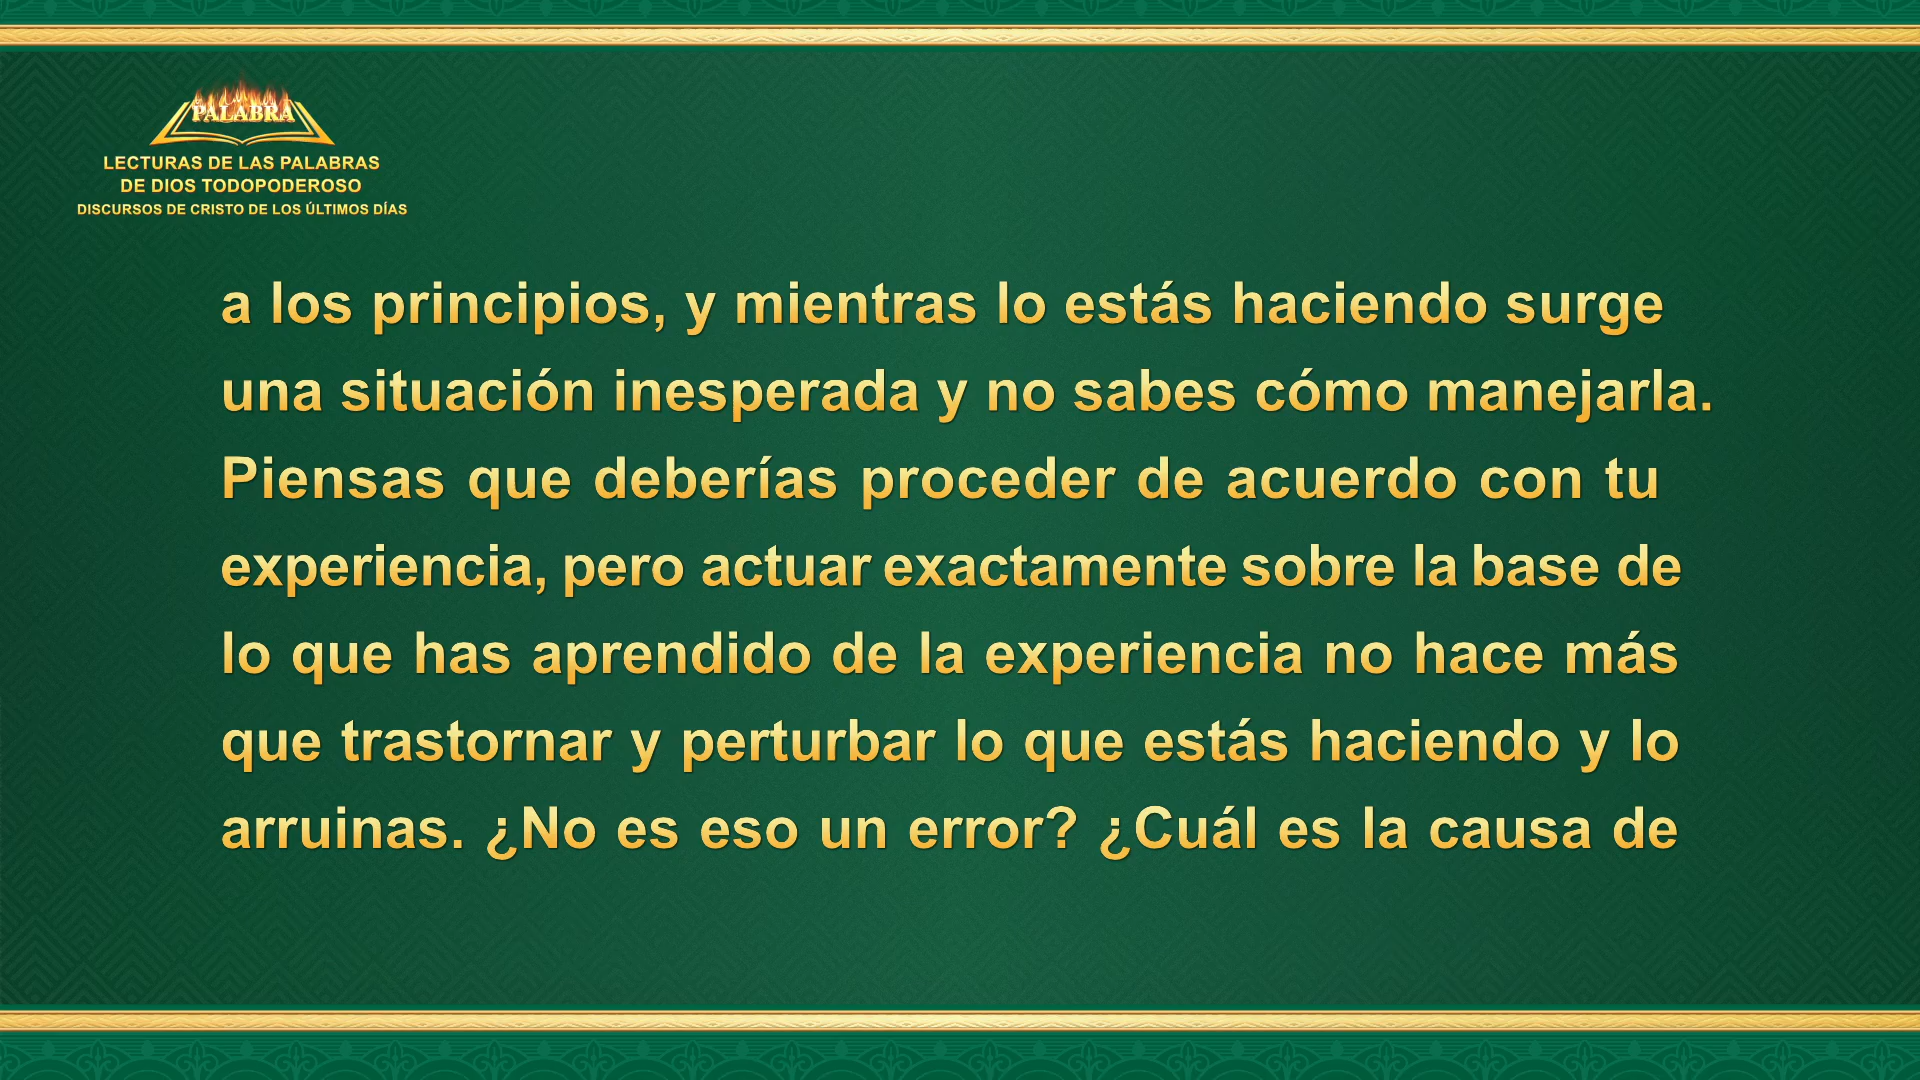 PALABRA
LECTURAS DE LAS PALABRAS
DE DIOS TODOPODEROSO
DISCURSOS DE CRISTO DE LOS ÚLTIMOS DÍAS
a los principios, y mientras lo estás haciendo surge
una situación inesperada y no sabes cómo manejarla.
Piensas que deberías proceder de acuerdo con tu
experiencia, pero actuar exactamente sobre la base de
lo que has aprendido de la experiencia no hace más
que trastornar y perturbar lo que estás haciendo y lo
arruinas. ¿No es eso un error? ¿Cuál es la causa de